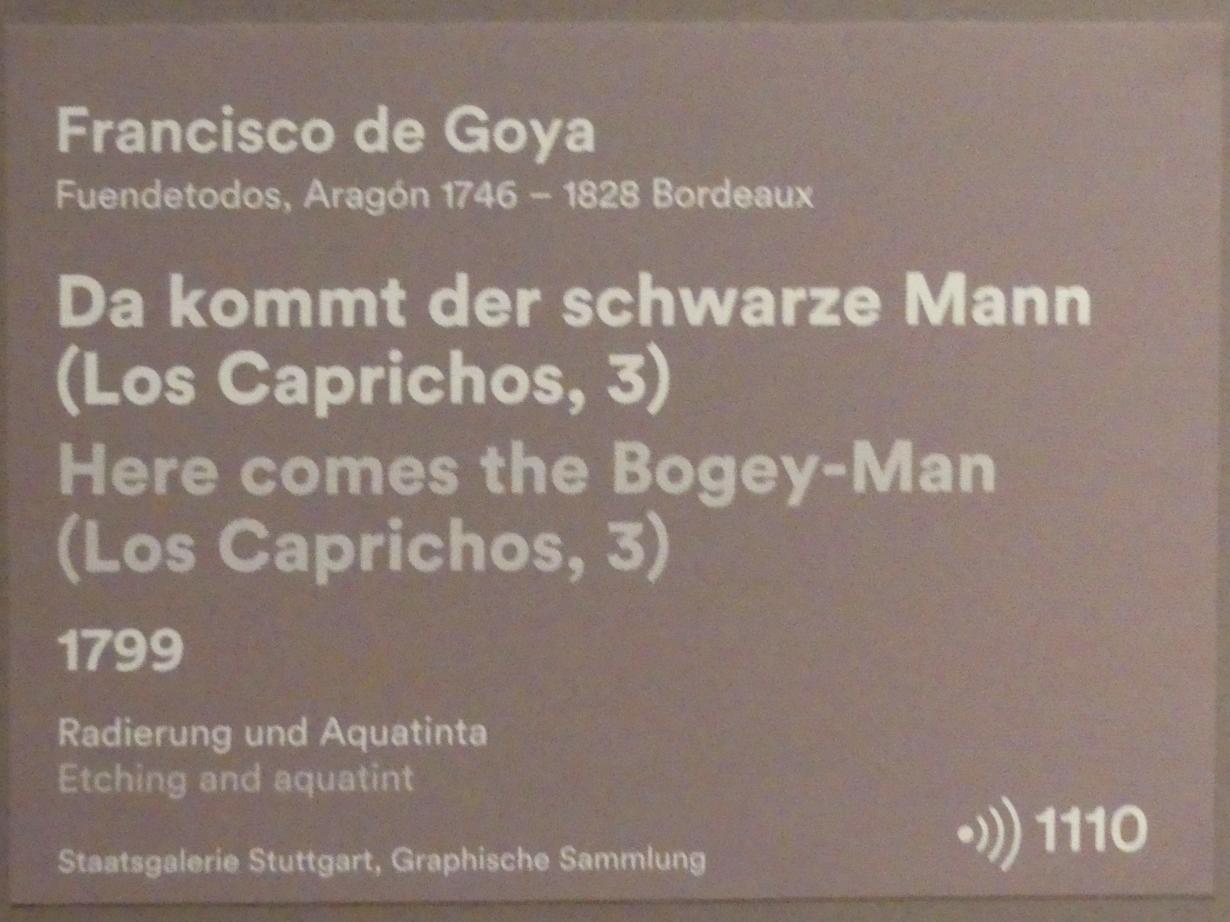 Francisco de Goya
Fuendetodos, Aragón 1746 – 1828 Bordeaux
Da kommt der schwarze Mann
(Los Caprichos, 3)
Here comes the Bogey-Man
(Los Caprichos, 3)
1799
Radierung und Aquatinta
Etching and aquatint
Staatsgalerie Stuttgart, Graphische Sammlung
1110